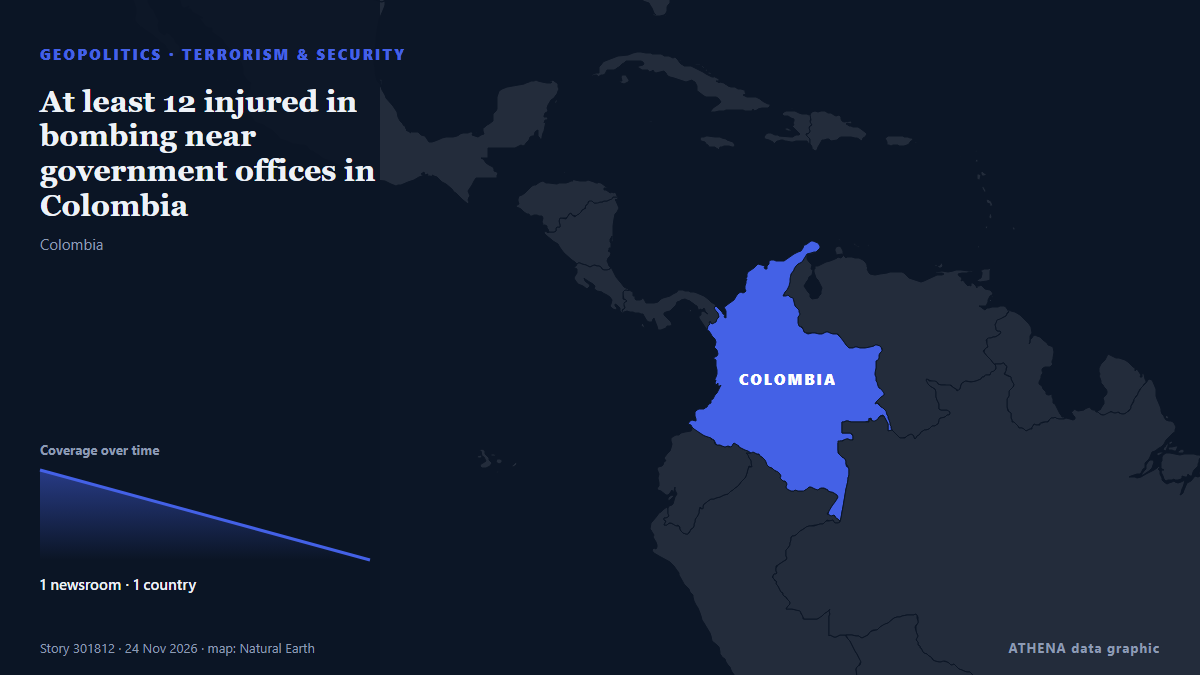 GEOPOLITICS · TERRORISM & SECURITY
At least 12 injured in
bombing near
government offices in
Colombia
Colombia
COLOMBIA
Coverage over time
1 newsroom · 1 country
Story 301812 · 24 Nov 2026 · map: Natural Earth
ATHENA data graphic